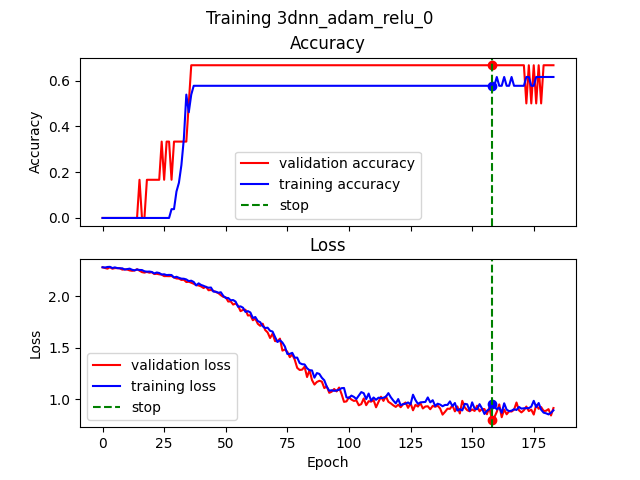 Training 3dnn_adam_relu_0
Accuracy
0.6
0.4
0.2
0.0
Accuracy
validation accuracy
training accuracy
stop
Loss
2.0
1.5
1.0
Loss
validation loss
training loss
stop
0 25 50 75 100 125 150 175
Epoch